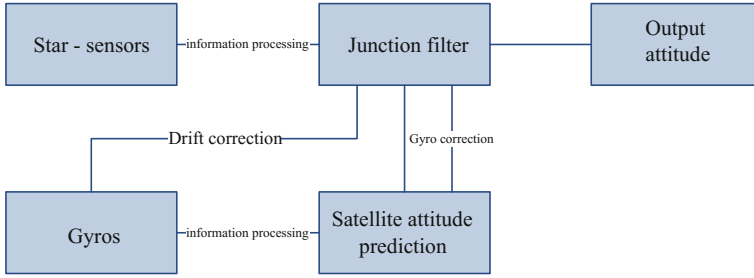 Star - sensors
information processing
Junction filter
Output
attitude
Drift correction
Gyro correction
Gyros
information processing
Satellite attitude
prediction